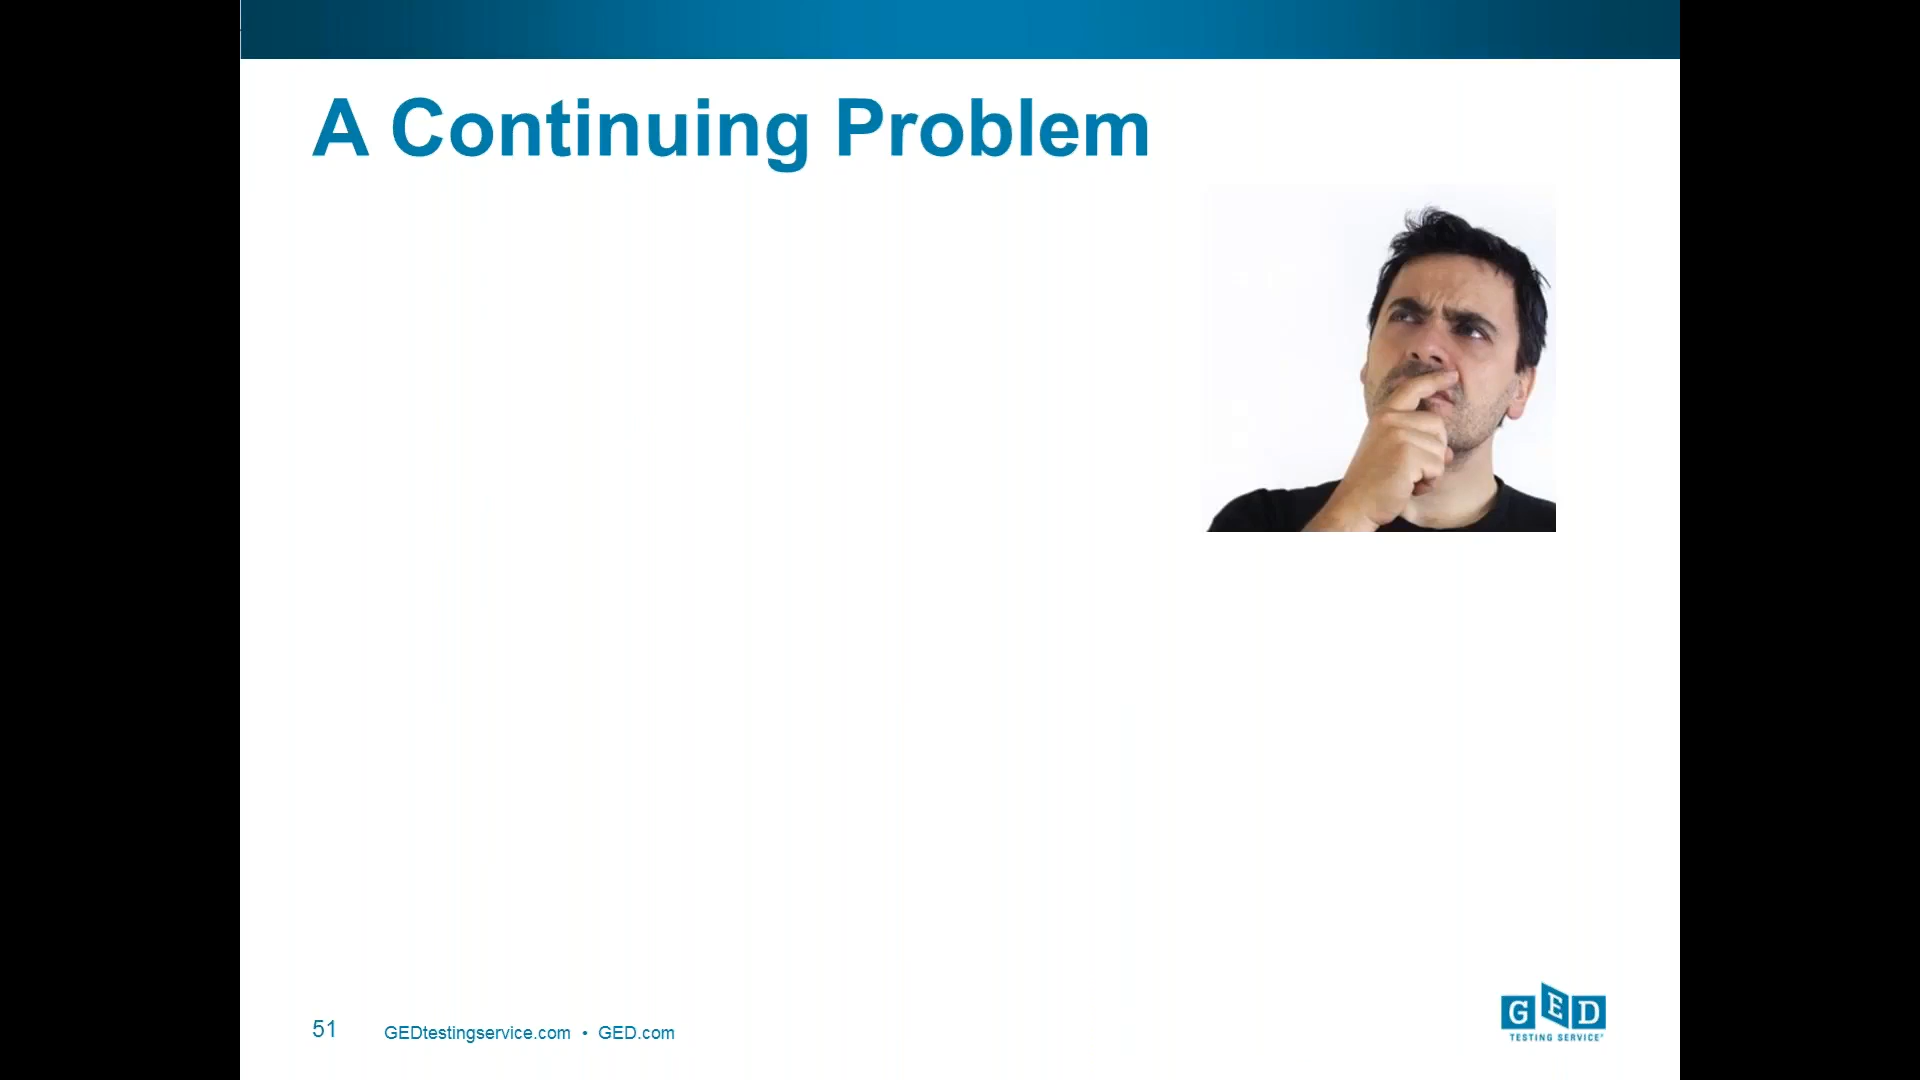 A Continuing Problem
51 GEDtestingservice.com • GED.com
GED
TESTING SERVICE®